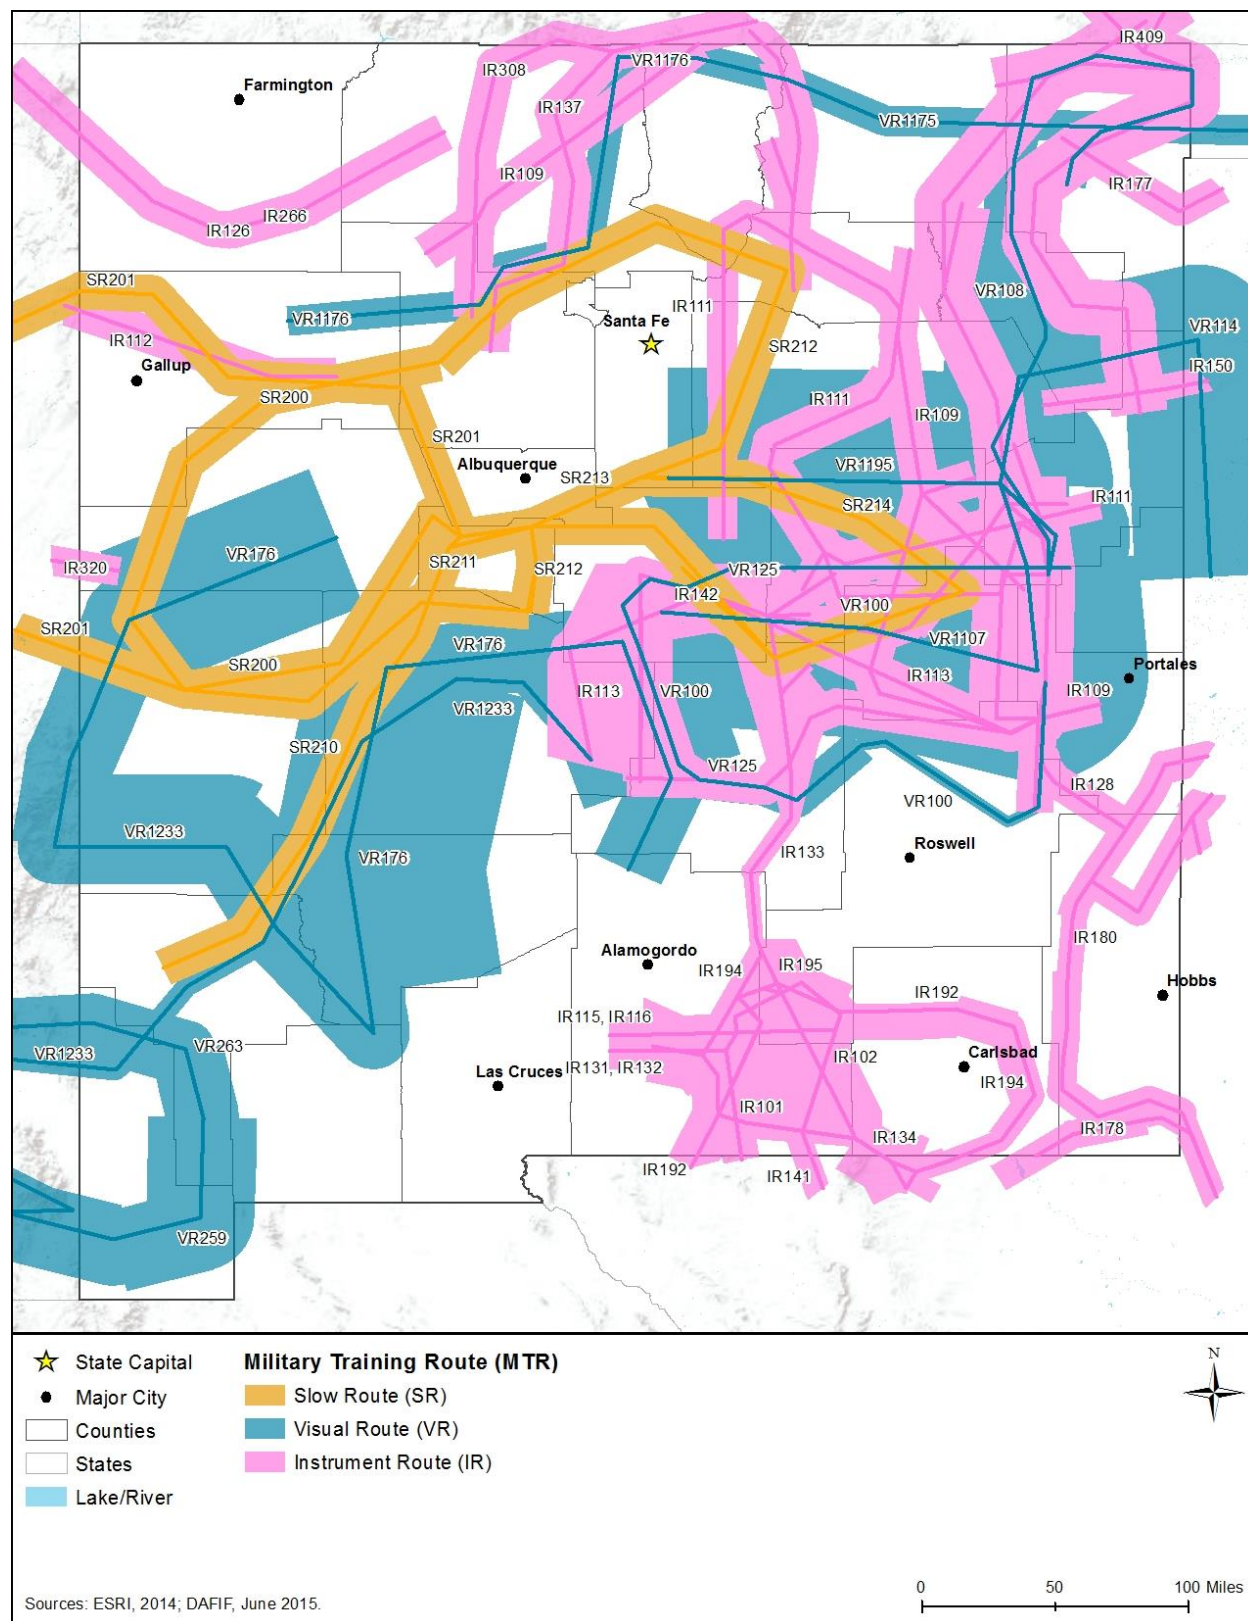 IR409
IR308
VR1176
Farmington
IR137
VR1175
IR109
IR177
IR266
IR126
SR201
VR108
IR111
VR1176
Santa Fe
VR114
IR112
SR212
Gallup
IR150
SR200
IR111
IR109
SR201
Albuquerque
VR1195
SR213
IR111
SR214
VR176
SR211
IR320
SR212
VR125
IR142
VR100
SR201
VR1107
VR176
SR200
Portales
IR113
IR113
VR100
IR109
VR1233
SR210
VR125
IR128
VR100
VR1233
Roswell
IR133
VR176
IR180
Alamogordo
IR195
IR194
Hobbs
IR192
IR115, IR116
VR263
VR1233
Carlsbad
IR102
Las Cruces
IR131, IR132
IR194
IR101
IR178
IR134
IR192
IR141
VR259
State Capital
Major City
Counties
States
Lake/River
Military Training Route (MTR)
Slow Route (SR)
Visual Route (VR)
Instrument Route (IR)
N
0 50 100 Miles
Sources: ESRI, 2014; DAFIF, June 2015.